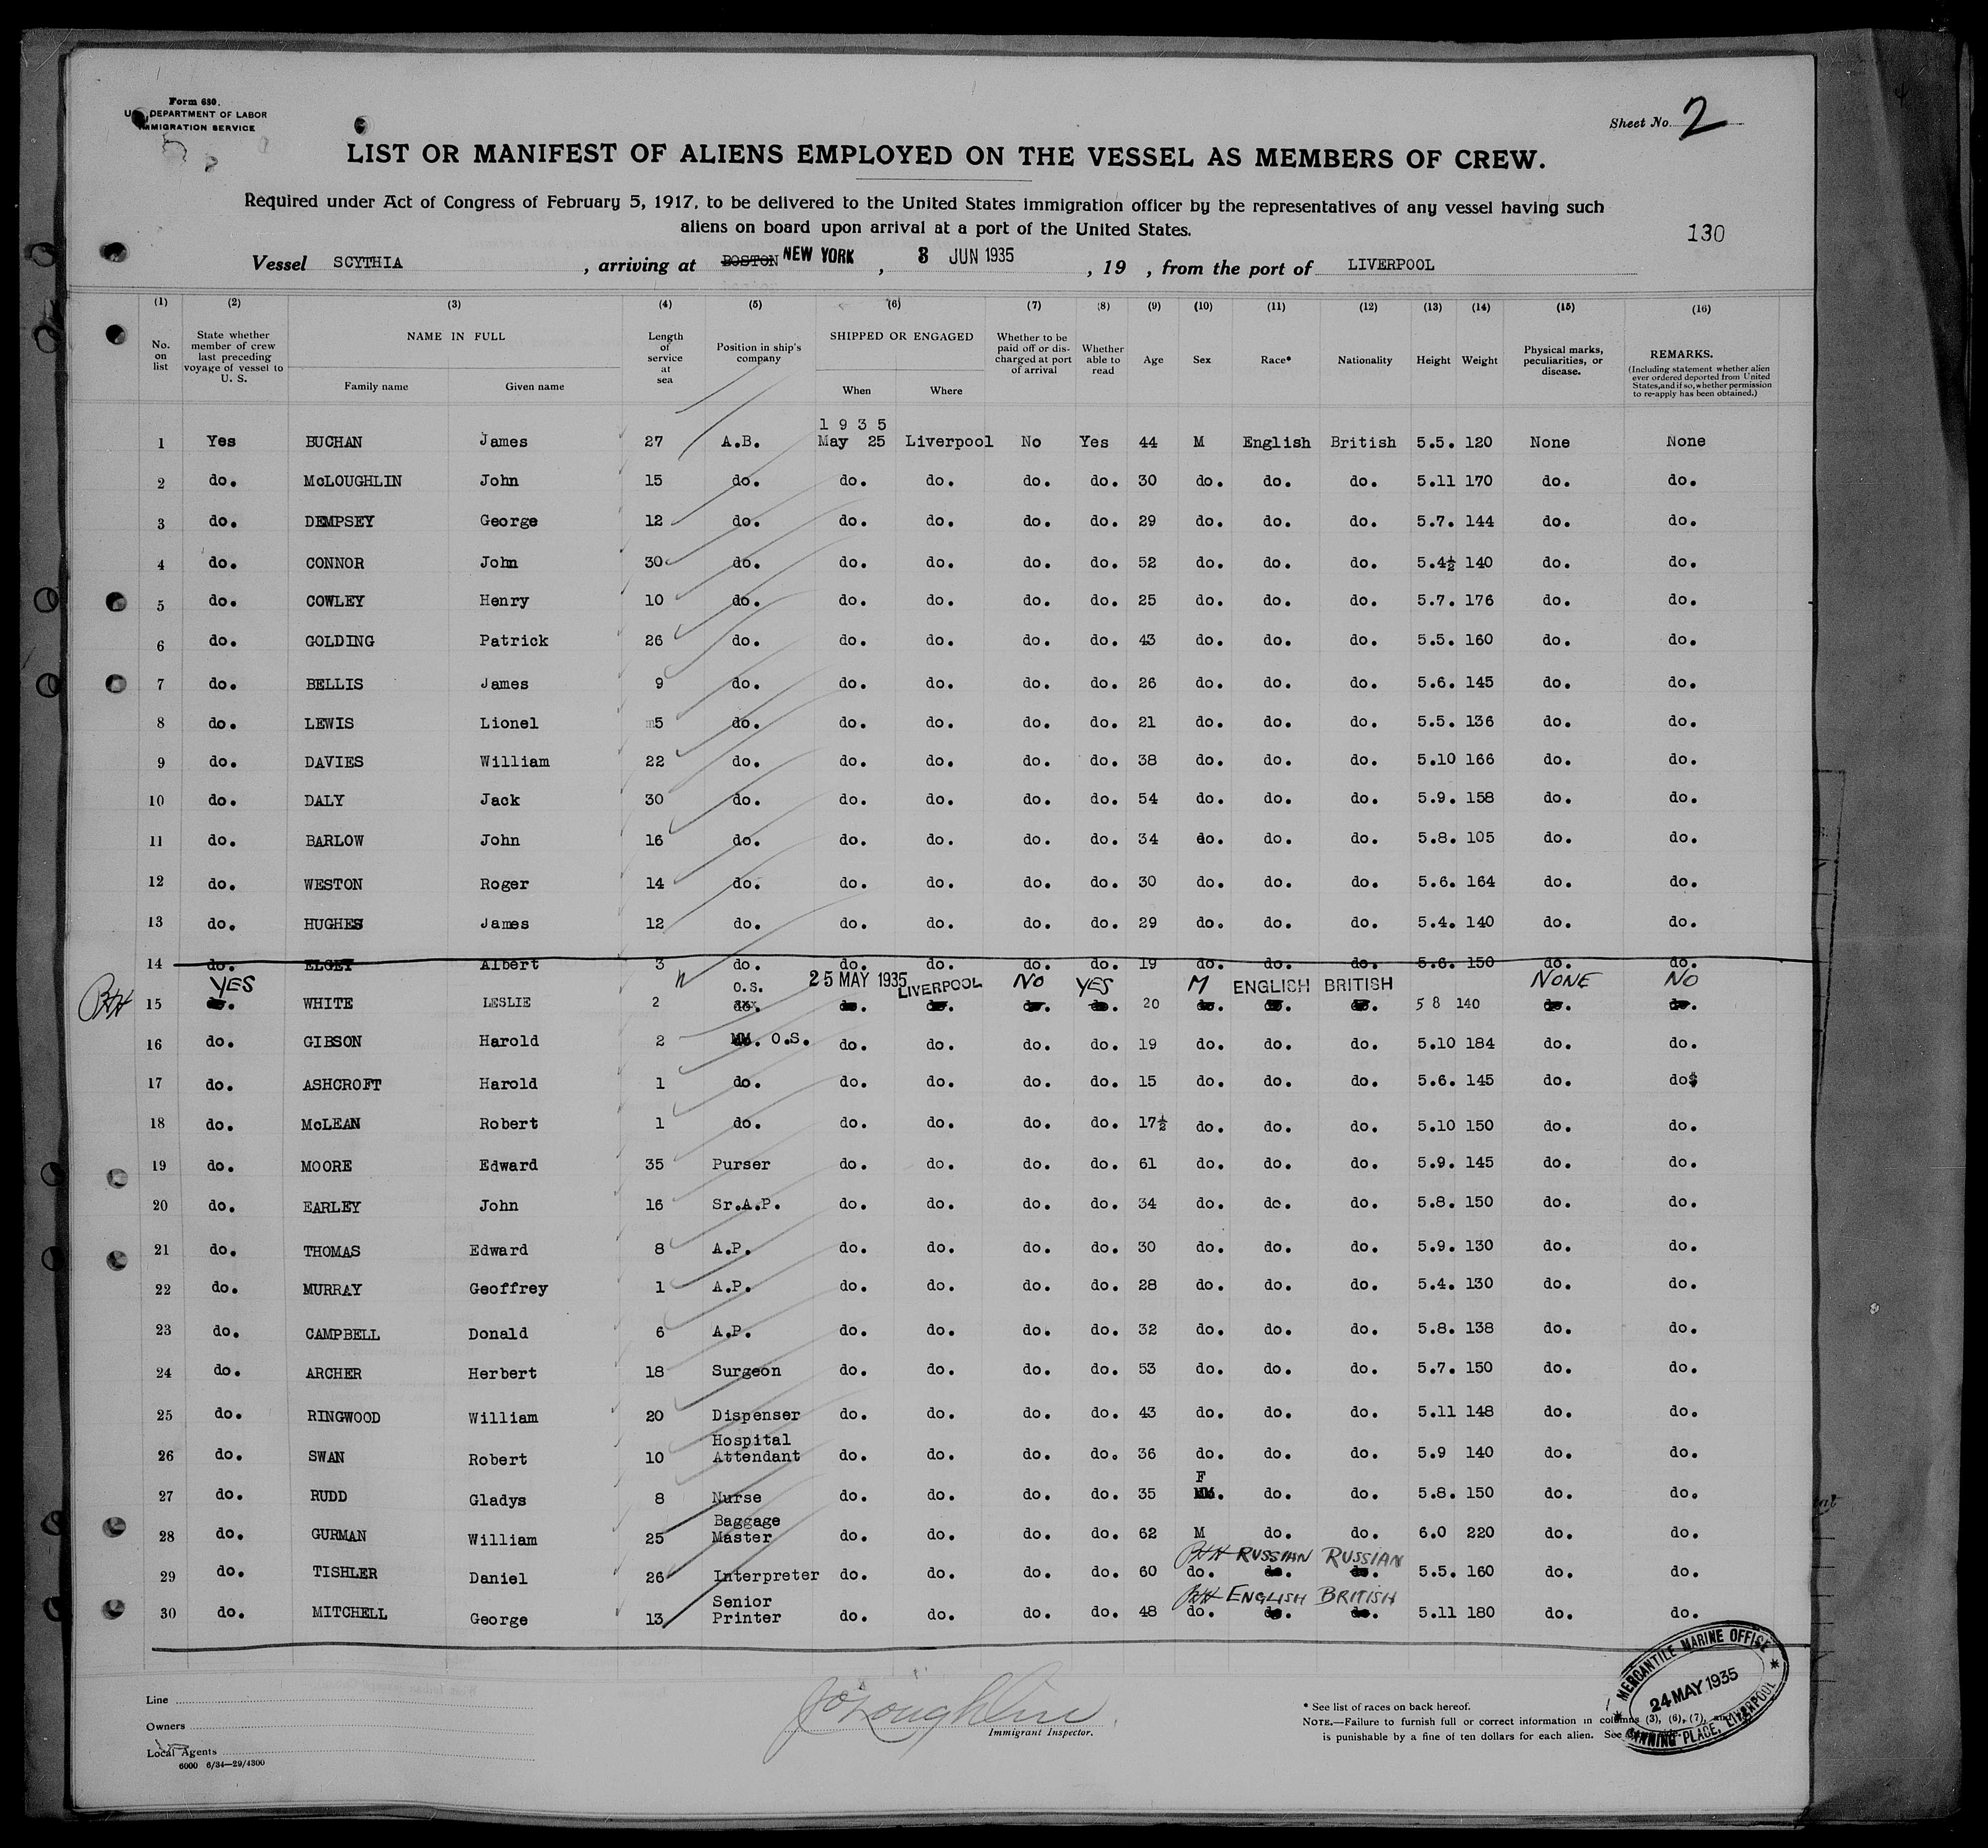 Form 680.
U. S. DEPARTMENT OF LABOR
IMMIGRATION SERVICE
Sheet No. 2
LIST OR MANIFEST OF ALIENS EMPLOYED ON THE VESSEL AS MEMBERS OF CREW.
Required under Act of Congress of February 5, 1917, to be delivered to the United States immigration officer by the representatives of any vessel having such
aliens on board upon arrival at a port of the United States.
130
Vessel SCYTHIA , arriving at BOSTON NEW YORK , 3 JUN 1935 , 19 , from the port of LIVERPOOL
(1) (2) (3) (4) (5) (6) (7) (8) (9) (10) (11) (12) (13) (14) (15) (16)
No. on list State whether member of crew last preceding voyage of vessel to U. S. NAME IN FULL Family name Given name Length of service at sea Position in ship's company SHIPPED OR ENGAGED When Where Whether to be paid off or discharged at port of arrival Whether able to read Age Sex Race* Nationality Height Weight Physical marks, peculiarities, or disease. REMARKS. (Including statement whether alien ever ordered deported from United States, and if so, whether permission to re-apply has been obtained.)
1935
1 Yes BUCHAN James 27 A.B. May 25 Liverpool No Yes 44 M English British 5.5. 120 None None
2 do. McLOUGHLIN John 15 do. do. do. do. do. 30 do. do. do. 5.11 170 do. do.
3 do. DEMPSEY George 12 do. do. do. do. do. 29 do. do. do. 5.7. 144 do. do.
4 do. CONNOR John 30 do. do. do. do. do. 52 do. do. do. 5.4½ 140 do. do.
5 do. COWLEY Henry 10 do. do. do. do. do. 25 do. do. do. 5.7. 176 do. do.
6 do. GOLDING Patrick 26 do. do. do. do. do. 43 do. do. do. 5.5. 160 do. do.
7 do. BELLIS James 9 do. do. do. do. do. 26 do. do. do. 5.6. 145 do. do.
8 do. LEWIS Lionel 5 do. do. do. do. do. 21 do. do. do. 5.5. 136 do. do.
9 do. DAVIES William 22 do. do. do. do. do. 38 do. do. do. 5.10 166 do. do.
10 do. DALY Jack 30 do. do. do. do. do. 54 do. do. do. 5.9. 158 do. do.
11 do. BARLOW John 16 do. do. do. do. do. 34 do. do. do. 5.8. 105 do. do.
12 do. WESTON Roger 14 do. do. do. do. do. 30 do. do. do. 5.6. 164 do. do.
13 do. HUGHES James 12 do. do. do. do. do. 29 do. do. do. 5.4. 140 do. do.
14 do. ELGEY Albert 3 do. do. do. do. do. 19 do. do. do. 5.6. 150 do. do.
15 YES WHITE LESLIE 2 O.S. 25 MAY 1935 LIVERPOOL NO YES 20 M ENGLISH BRITISH 5 8 140 NONE NO
16 do. GIBSON Harold 2 O.S. do. do. do. do. 19 do. do. do. 5.10 184 do. do.
17 do. ASHCROFT Harold 1 do. do. do. do. do. 15 do. do. do. 5.6. 145 do. do$
18 do. McLEAN Robert 1 do. do. do. do. do. 17½ do. do. do. 5.10 150 do. do.
19 do. MOORE Edward 35 Purser do. do. do. do. 61 do. do. do. 5.9. 145 do. do.
20 do. EARLEY John 16 Sr.A.P. do. do. do. do. 34 do. do. do. 5.8. 150 do. do.
21 do. THOMAS Edward 8 A.P. do. do. do. do. 30 do. do. do. 5.9. 130 do. do.
22 do. MURRAY Geoffrey 1 A.P. do. do. do. do. 28 do. do. do. 5.4. 130 do. do.
23 do. CAMPBELL Donald 6 A.P. do. do. do. do. 32 do. do. do. 5.8. 138 do. do.
24 do. ARCHER Herbert 18 Surgeon do. do. do. do. 53 do. do. do. 5.7. 150 do. do.
25 do. RINGWOOD William 20 Dispenser do. do. do. do. 43 do. do. do. 5.11 148 do. do.
26 do. SWAN Robert 10 Hospital Attendant do. do. do. do. 36 do. do. do. 5.9 140 do. do.
27 do. RUDD Gladys 8 Nurse do. do. do. do. 35 F do. do. 5.8. 150 do. do.
28 do. GURMAN William 25 Baggage Master do. do. do. do. 62 M do. do. 6.0 220 do. do.
29 do. TISHLER Daniel 26 Interpreter do. do. do. do. 60 do. RUSSIAN RUSSIAN 5.5. 160 do. do.
30 do. MITCHELL George 13 Senior Printer do. do. do. do. 48 do. ENGLISH BRITISH 5.11 180 do. do.
Line
Owners
Local Agents
6000 6/34—29/4300
Immigrant Inspector.
* See list of races on back hereof.
NOTE.—Failure to furnish full or correct information in columns (3), (6), (7),
is punishable by a fine of ten dollars for each alien. See
MERCANTILE MARINE OFFICE
24 MAY 1935
CANNING PLACE, LIVERPOOL